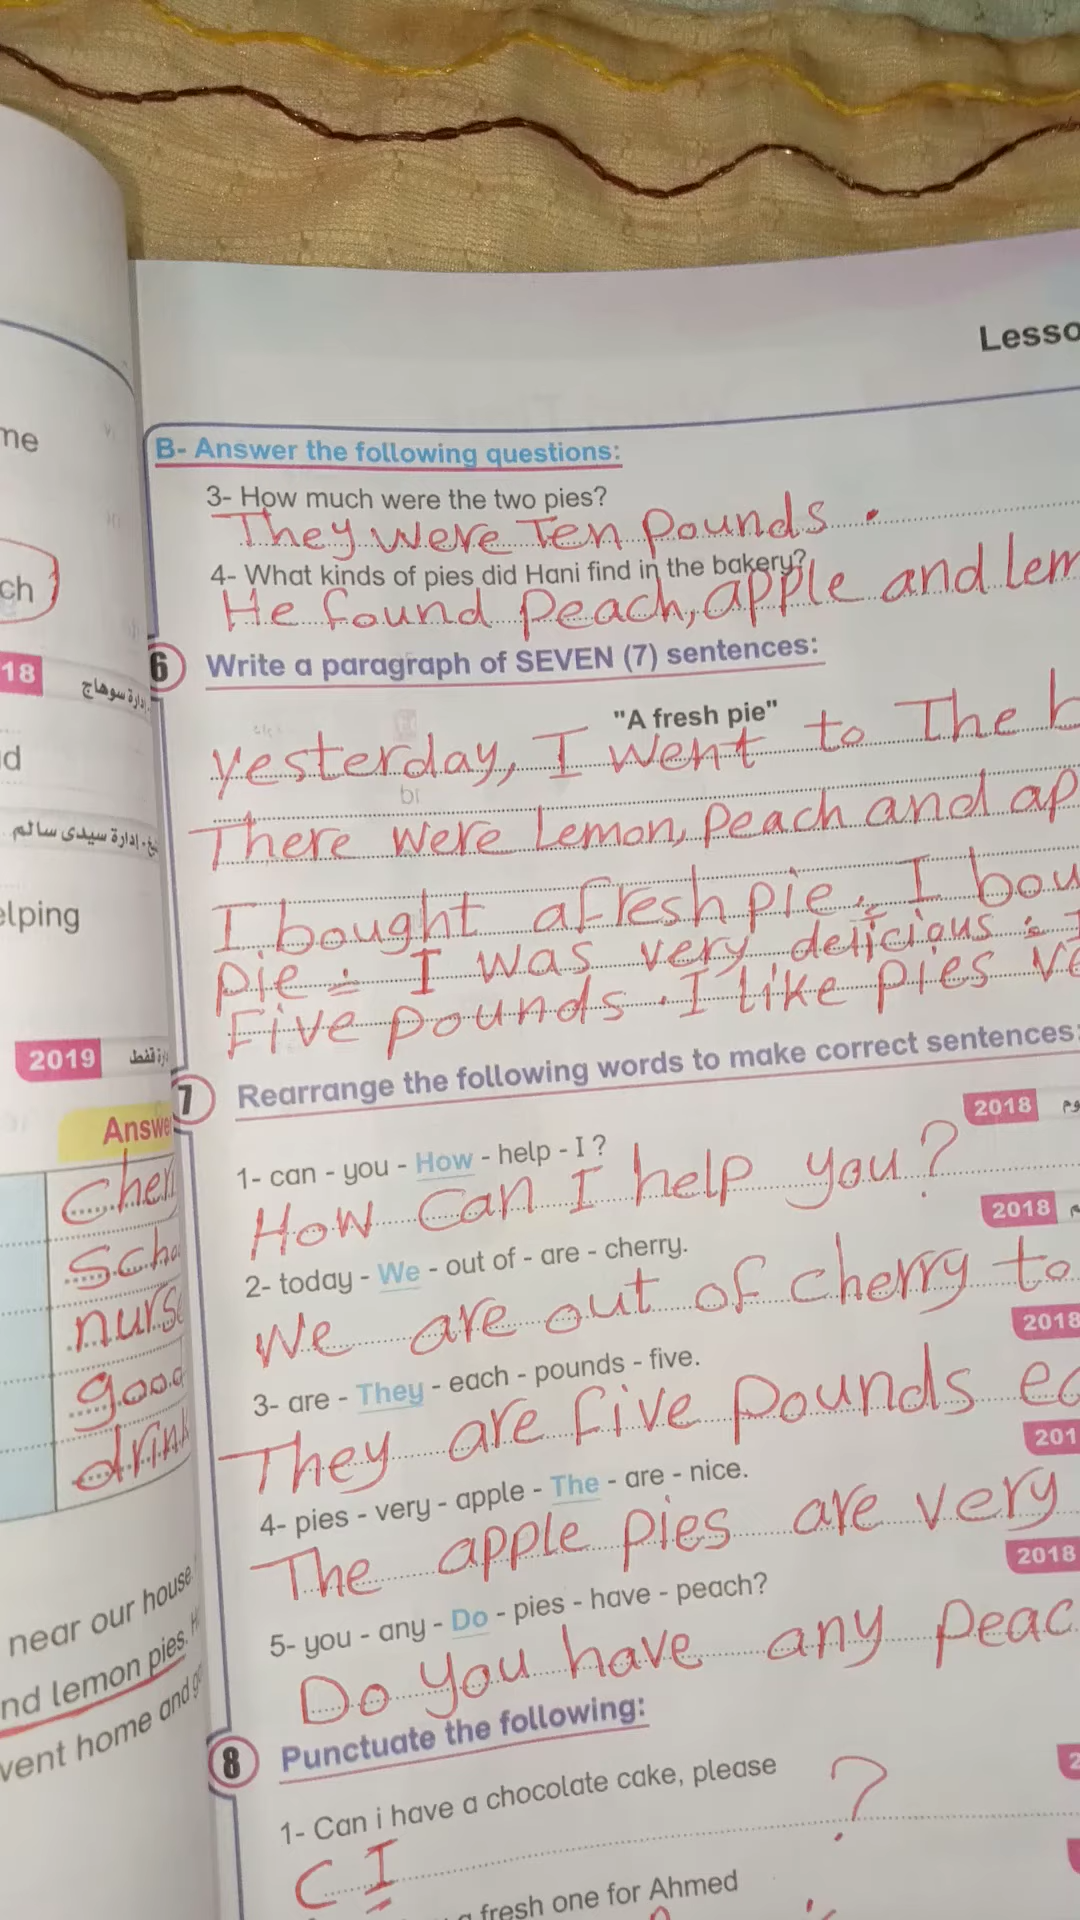 Lesso
me
B- Answer the following questions:
3- How much were the two pies?
They were Ten pounds.
ch
4- What kinds of pies did Hani find in the bakery?
He found peach, apple and lem
18
إدارة سوهاج
6 Write a paragraph of SEVEN (7) sentences:
"A fresh pie"
yesterday, I went to The b
There were lemon, peach and ap
إدارة سيدى سالم
elping
I bought a fresh pie. I bou
pie. I was very delicious.
Five pounds. I like pies ve
2019
7 Rearrange the following words to make correct sentences:
Answe
2018
1- can - you - How - help - I ?
How can I help you?
cher
2018
2- today - We - out of - are - cherry.
We are out of cherry to
scho
2018
nurse
3- are - They - each - pounds - five.
They are five pounds ea
good
201
drink
4- pies - very - apple - The - are - nice.
The apple pies are very
2018
5- you - any - Do - pies - have - peach?
Do you have any peac
near our house.
nd lemon pies. H
vent home and g
8 Punctuate the following:
1- Can i have a chocolate cake, please
?
C I
fresh one for Ahmed